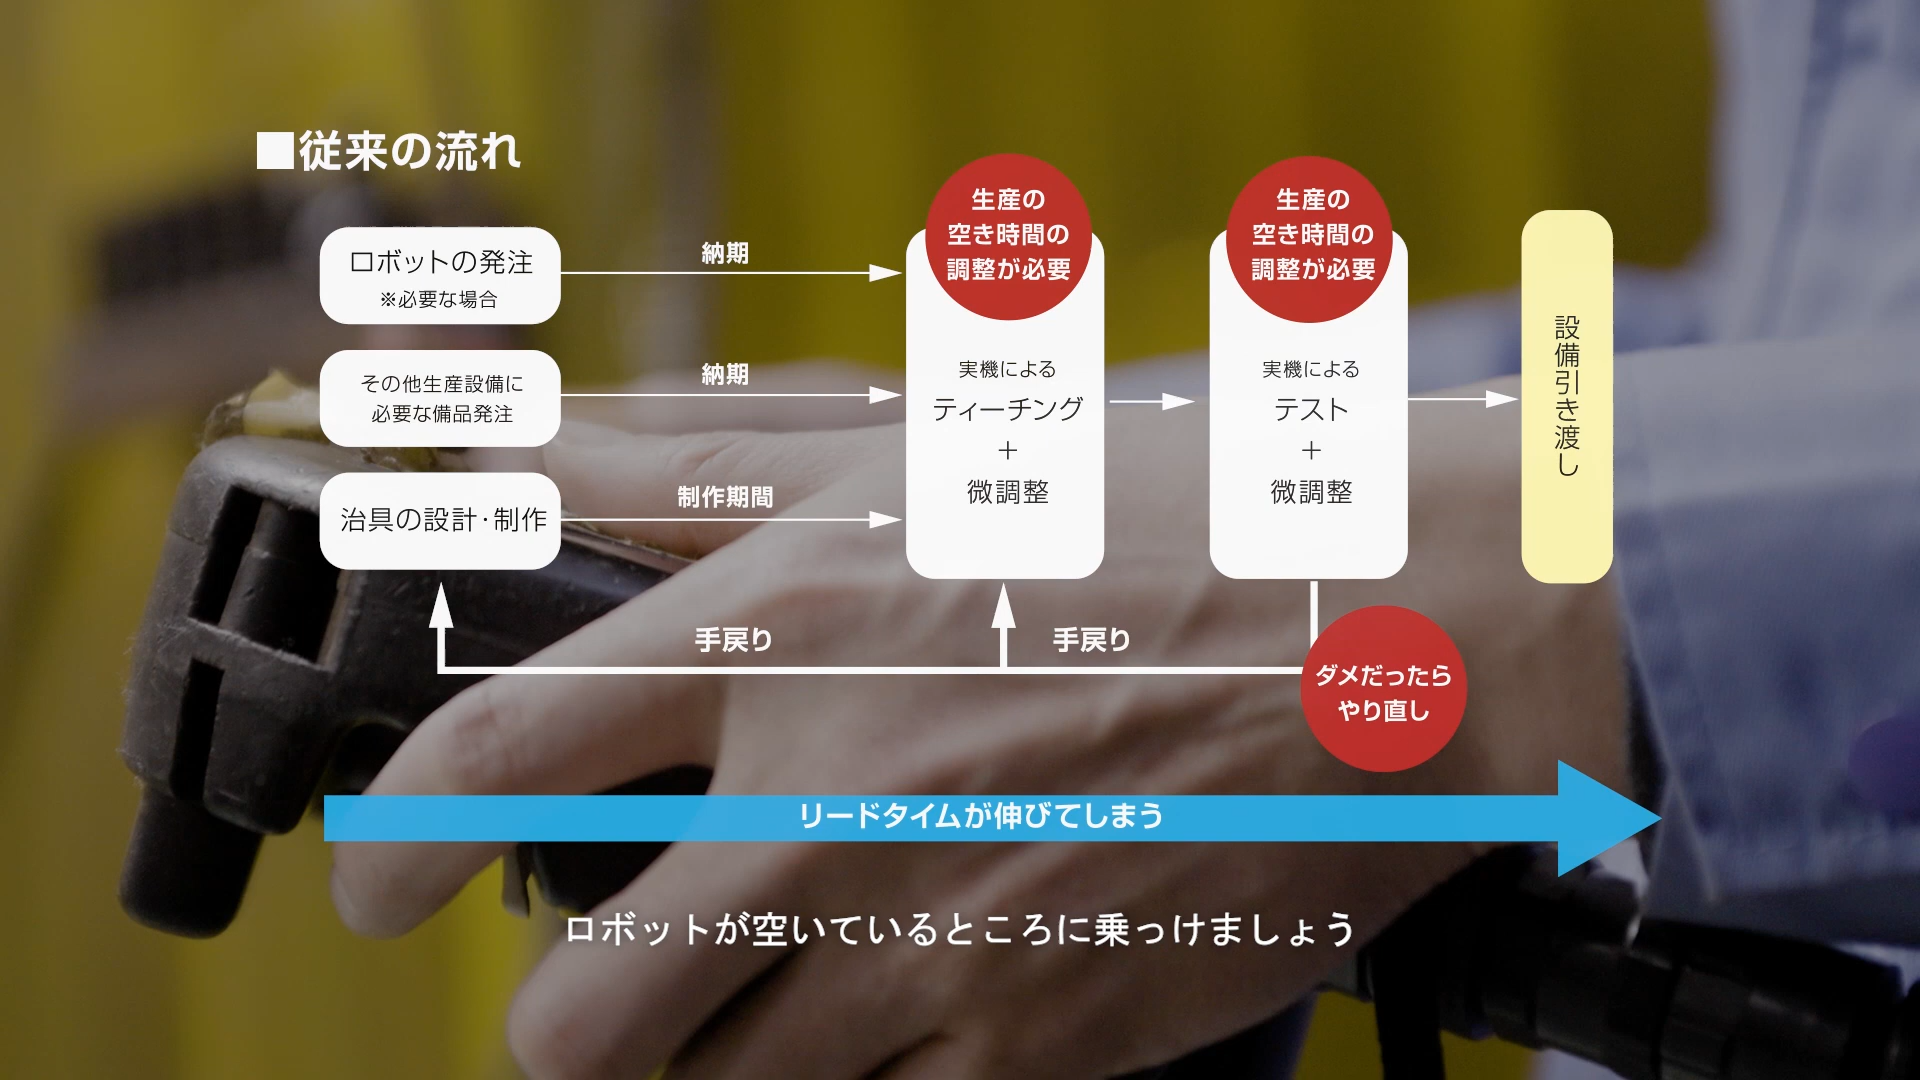 ■従来の流れ
ロボットの発注
※必要な場合
納期
その他生産設備に
必要な備品発注
納期
治具の設計・制作
制作期間
生産の
空き時間の
調整が必要
実機による
ティーチング
+
微調整
生産の
空き時間の
調整が必要
実機による
テスト
+
微調整
設備引き渡し
手戻り
手戻り
ダメだったら
やり直し
リードタイムが伸びてしまう
ロボットが空いているところに乗っけましょう